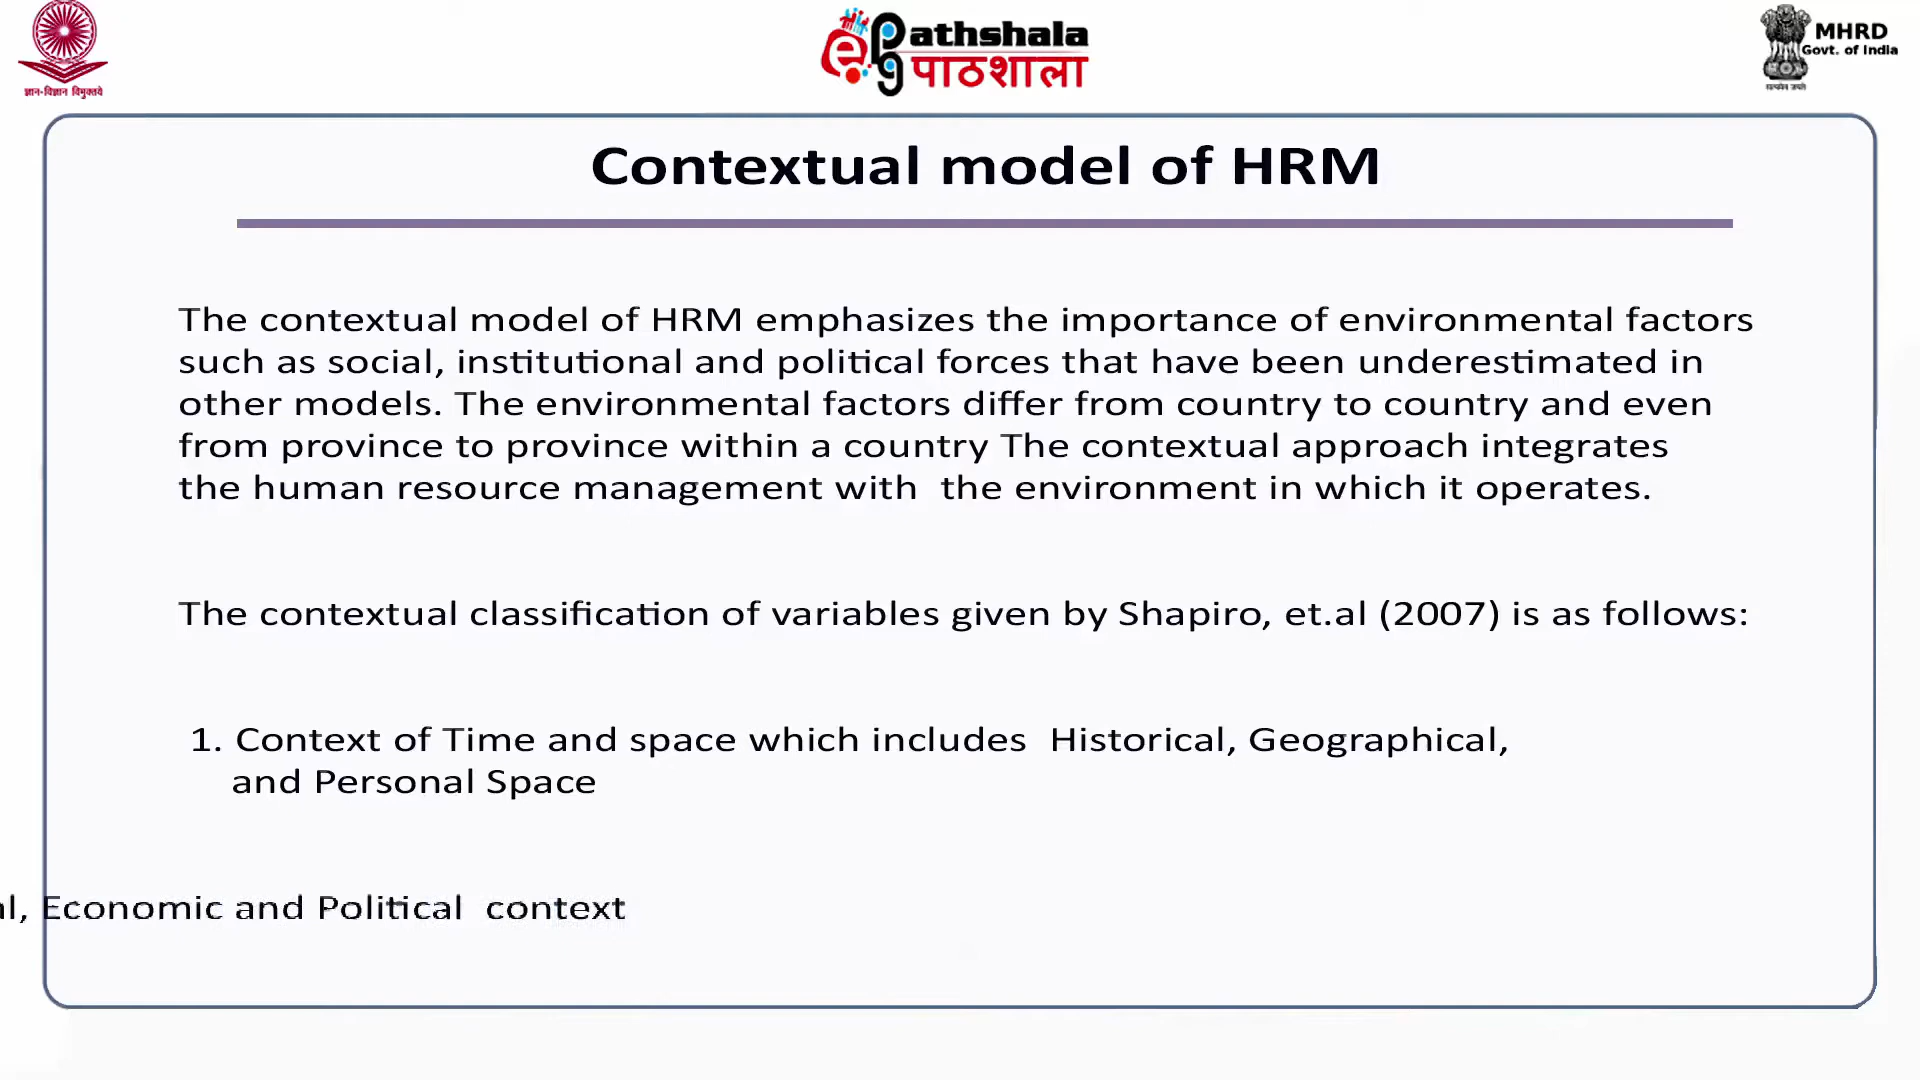 ज्ञान-विज्ञान विमुक्तये
ePathshala
पाठशाला
MHRD
Govt. of India
सत्यमेव जयते
Contextual model of HRM
The contextual model of HRM emphasizes the importance of environmental factors
such as social, institutional and political forces that have been underestimated in
other models. The environmental factors differ from country to country and even
from province to province within a country The contextual approach integrates
the human resource management with  the environment in which it operates.
The contextual classification of variables given by Shapiro, et.al (2007) is as follows:
1. Context of Time and space which includes  Historical, Geographical,
and Personal Space
Economic and Political  context